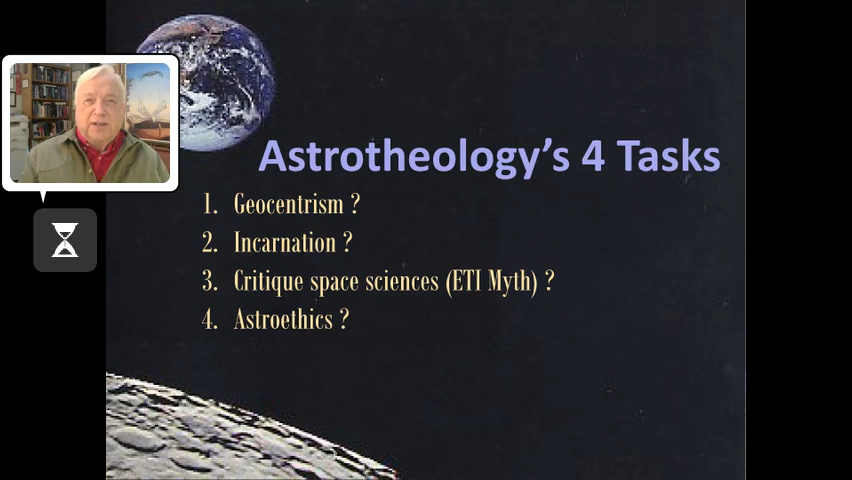 Astrotheology’s 4 Tasks
1. Geocentrism ?
2. Incarnation ?
3. Critique space sciences (ETI Myth) ?
4. Astroethics ?